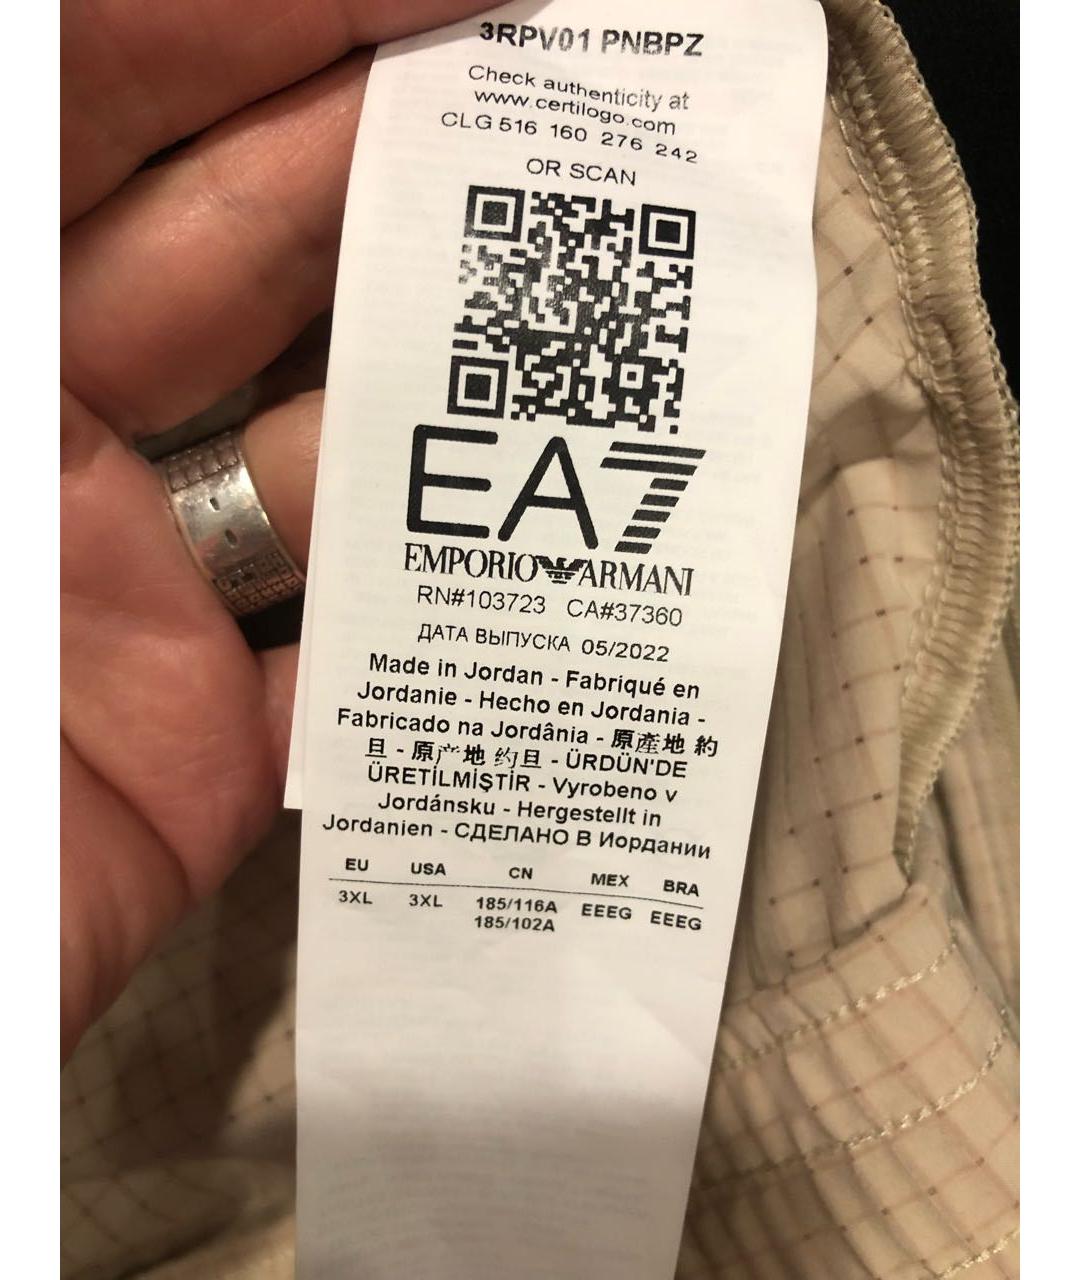 3RPV01 PNBPZ
Check authenticity at
www.certilogo.com
CLG 516 160 276 242
OR SCAN
EA7
EMPORIO ARMANI
RN#103723 CA#37360
ДАТА ВЫПУСКА 05/2022
Made in Jordan - Fabriqué en
Jordanie - Hecho en Jordania -
Fabricado na Jordânia - 原產地 約
旦 - 原产地 约旦 - ÜRDÜN'DE
ÜRETİLMİŞTİR - Vyrobeno v
Jordánsku - Hergestellt in
Jordanien - СДЕЛАНО В Иордании
EU USA CN MEX BRA
3XL 3XL 185/116A EEEG EEEG
185/102A